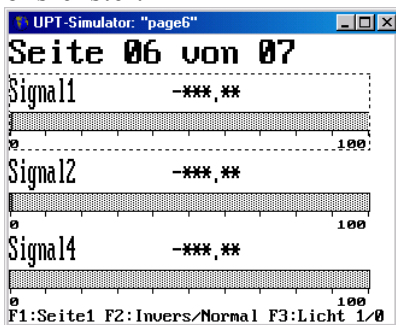 UPT-Simulator: "page6"
Seite 06 von 07
Signal1 -***.**
0 100
Signal2 -***.**
0 100
Signal4 -***.**
0 100
F1:Seite1 F2:Invers/Normal F3:Licht 1/0